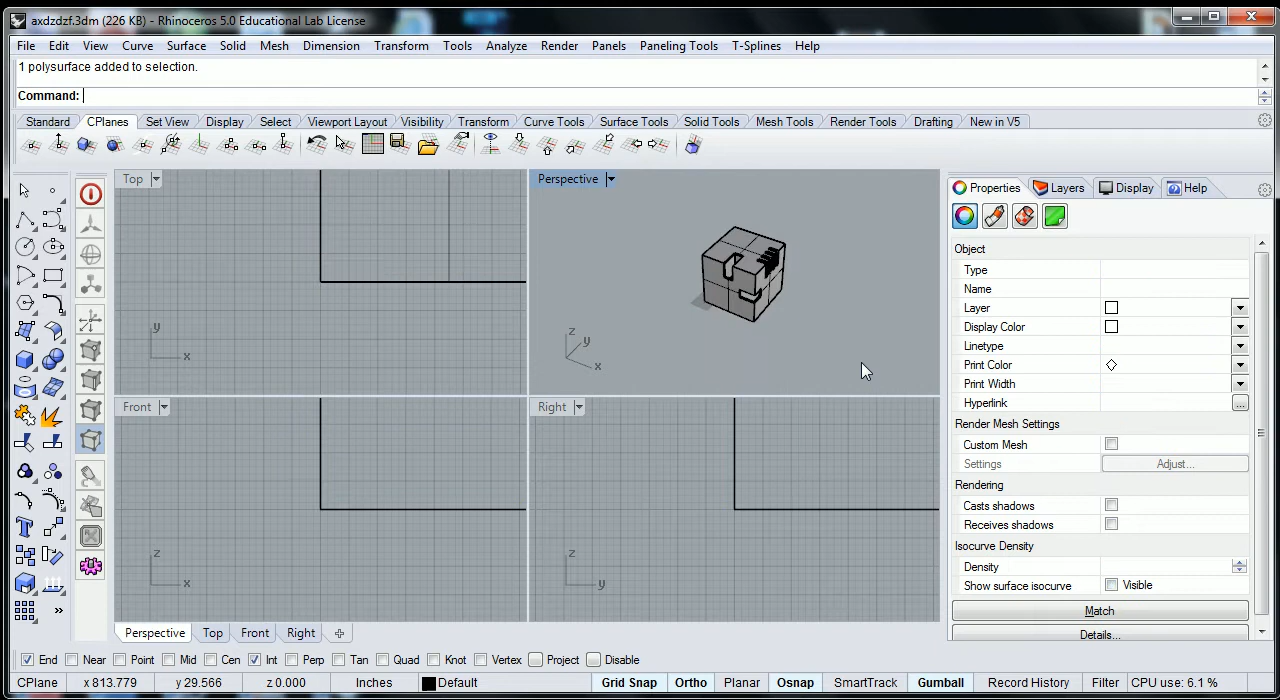 axdzdzf.3dm (226 KB) - Rhinoceros 5.0 Educational Lab License
File Edit View Curve Surface Solid Mesh Dimension Transform Tools Analyze Render Panels Paneling Tools T-Splines Help
1 polysurface added to selection.
Command:
Standard CPlanes Set View Display Select Viewport Layout Visibility Transform Curve Tools Surface Tools Solid Tools Mesh Tools Render Tools Drafting New in V5
Top Perspective
Properties Layers Display Help
Object
Type
Name
Layer
Display Color
Linetype
Print Color
Print Width
Hyperlink ...
Render Mesh Settings
Custom Mesh
Settings Adjust...
Rendering
Casts shadows
Receives shadows
Isocurve Density
Density
Show surface isocurve Visible
Match
Details...
y
x
z
y
x
Front Right
z
x
z
y
Perspective Top Front Right
End Near Point Mid Cen Int Perp Tan Quad Knot Vertex Project Disable
CPlane x 813.779 y 29.566 z 0.000 Inches Default Grid Snap Ortho Planar Osnap SmartTrack Gumball Record History Filter CPU use: 6.1 %